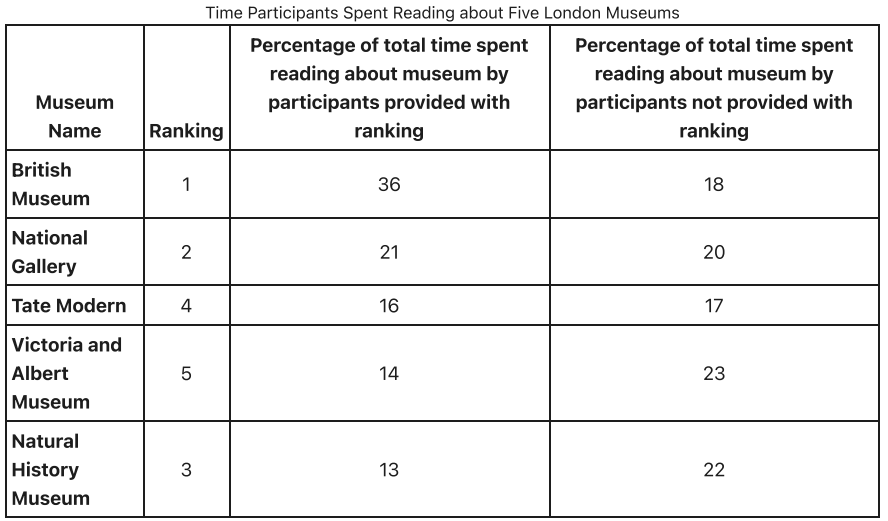 Time Participants Spent Reading about Five London Museums
Museum
Name
Ranking
Percentage of total time spent
reading about museum by
participants provided with
ranking
Percentage of total time spent
reading about museum by
participants not provided with
ranking
British
Museum
1
36
18
National
Gallery
2
21
20
Tate Modern
4
16
17
Victoria and
Albert
Museum
5
14
23
Natural
History
Museum
3
13
22